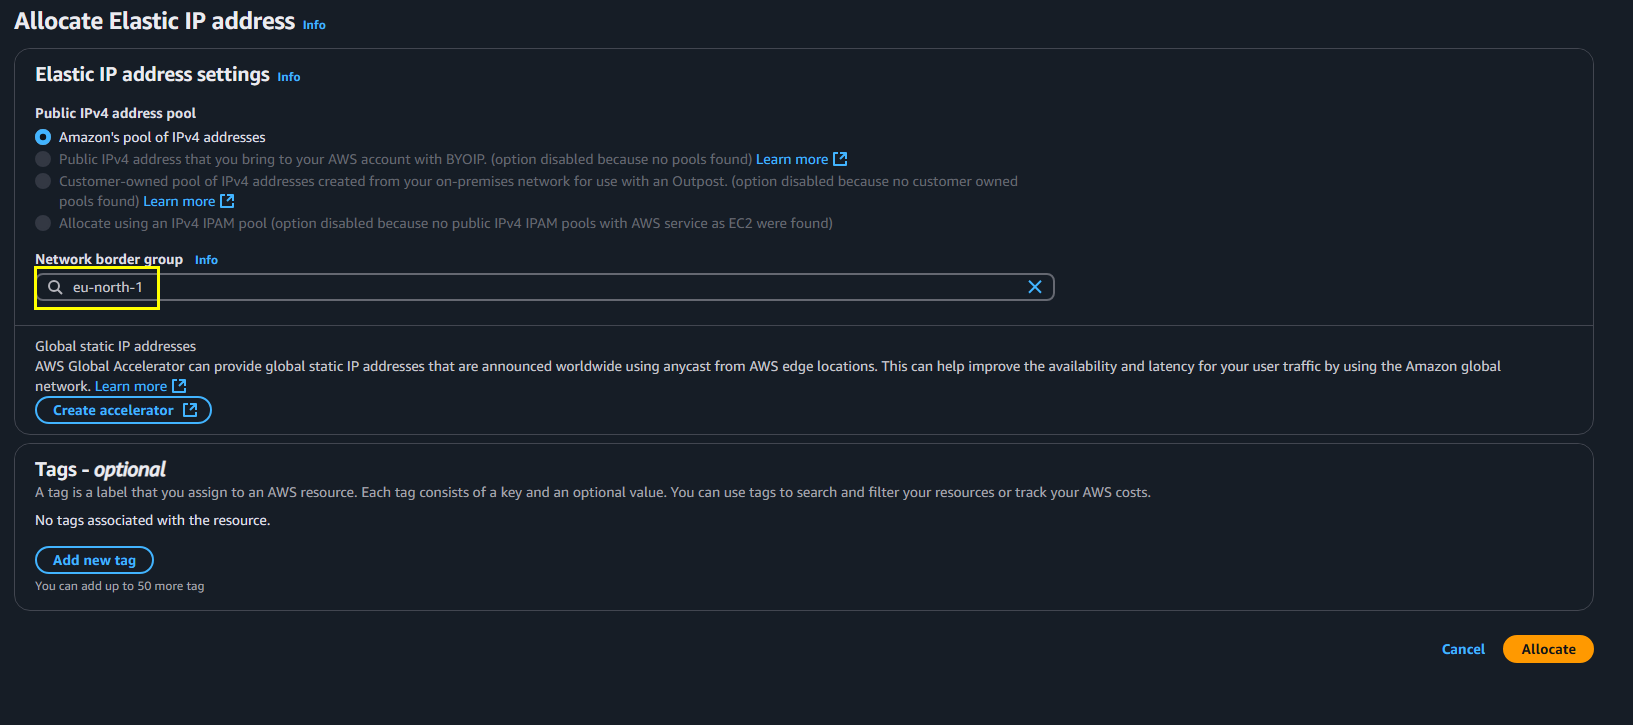 Allocate Elastic IP address Info
Elastic IP address settings Info
Public IPv4 address pool
Amazon's pool of IPv4 addresses
Public IPv4 address that you bring to your AWS account with BYOIP. (option disabled because no pools found) Learn more
Customer-owned pool of IPv4 addresses created from your on-premises network for use with an Outpost. (option disabled because no customer owned
pools found) Learn more
Allocate using an IPv4 IPAM pool (option disabled because no public IPv4 IPAM pools with AWS service as EC2 were found)
Network border group Info
eu-north-1
Global static IP addresses
AWS Global Accelerator can provide global static IP addresses that are announced worldwide using anycast from AWS edge locations. This can help improve the availability and latency for your user traffic by using the Amazon global
network. Learn more
Create accelerator
Tags - optional
A tag is a label that you assign to an AWS resource. Each tag consists of a key and an optional value. You can use tags to search and filter your resources or track your AWS costs.
No tags associated with the resource.
Add new tag
You can add up to 50 more tag
Cancel Allocate